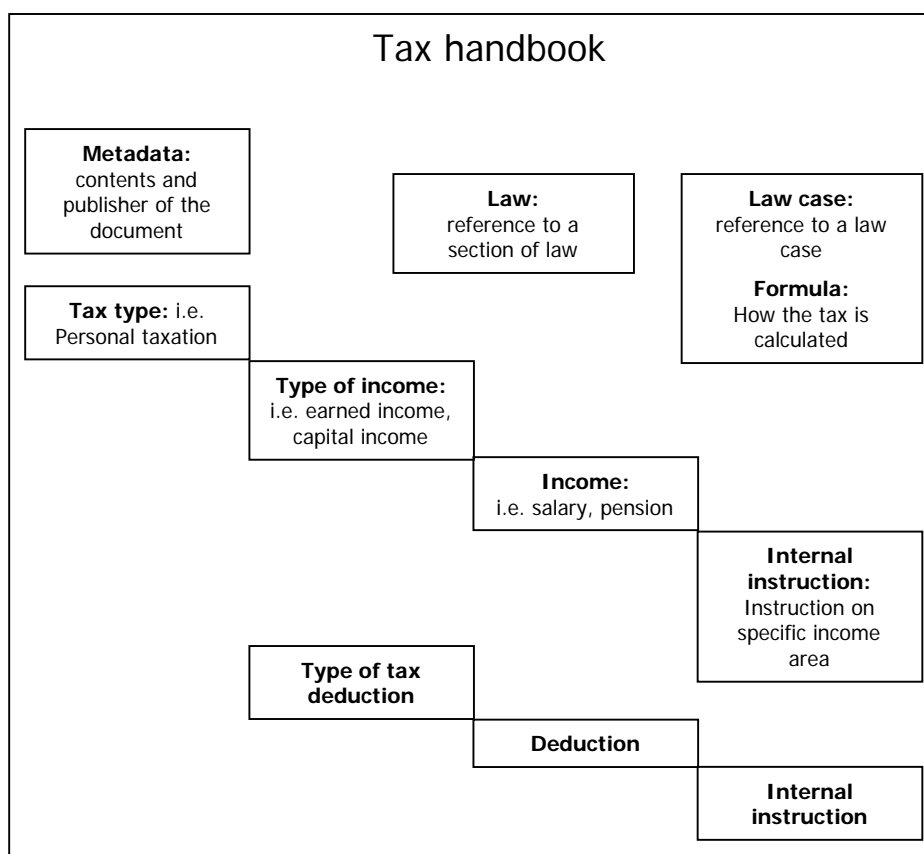 Tax handbook
Metadata:
contents and
publisher of the
document
Law:
reference to a
section of law
Law case:
reference to a law
case
Formula:
How the tax is
calculated
Tax type: i.e.
Personal taxation
Type of income:
i.e. earned income,
capital income
Income:
i.e. salary, pension
Internal
instruction:
Instruction on
specific income
area
Type of tax
deduction
Deduction
Internal
instruction